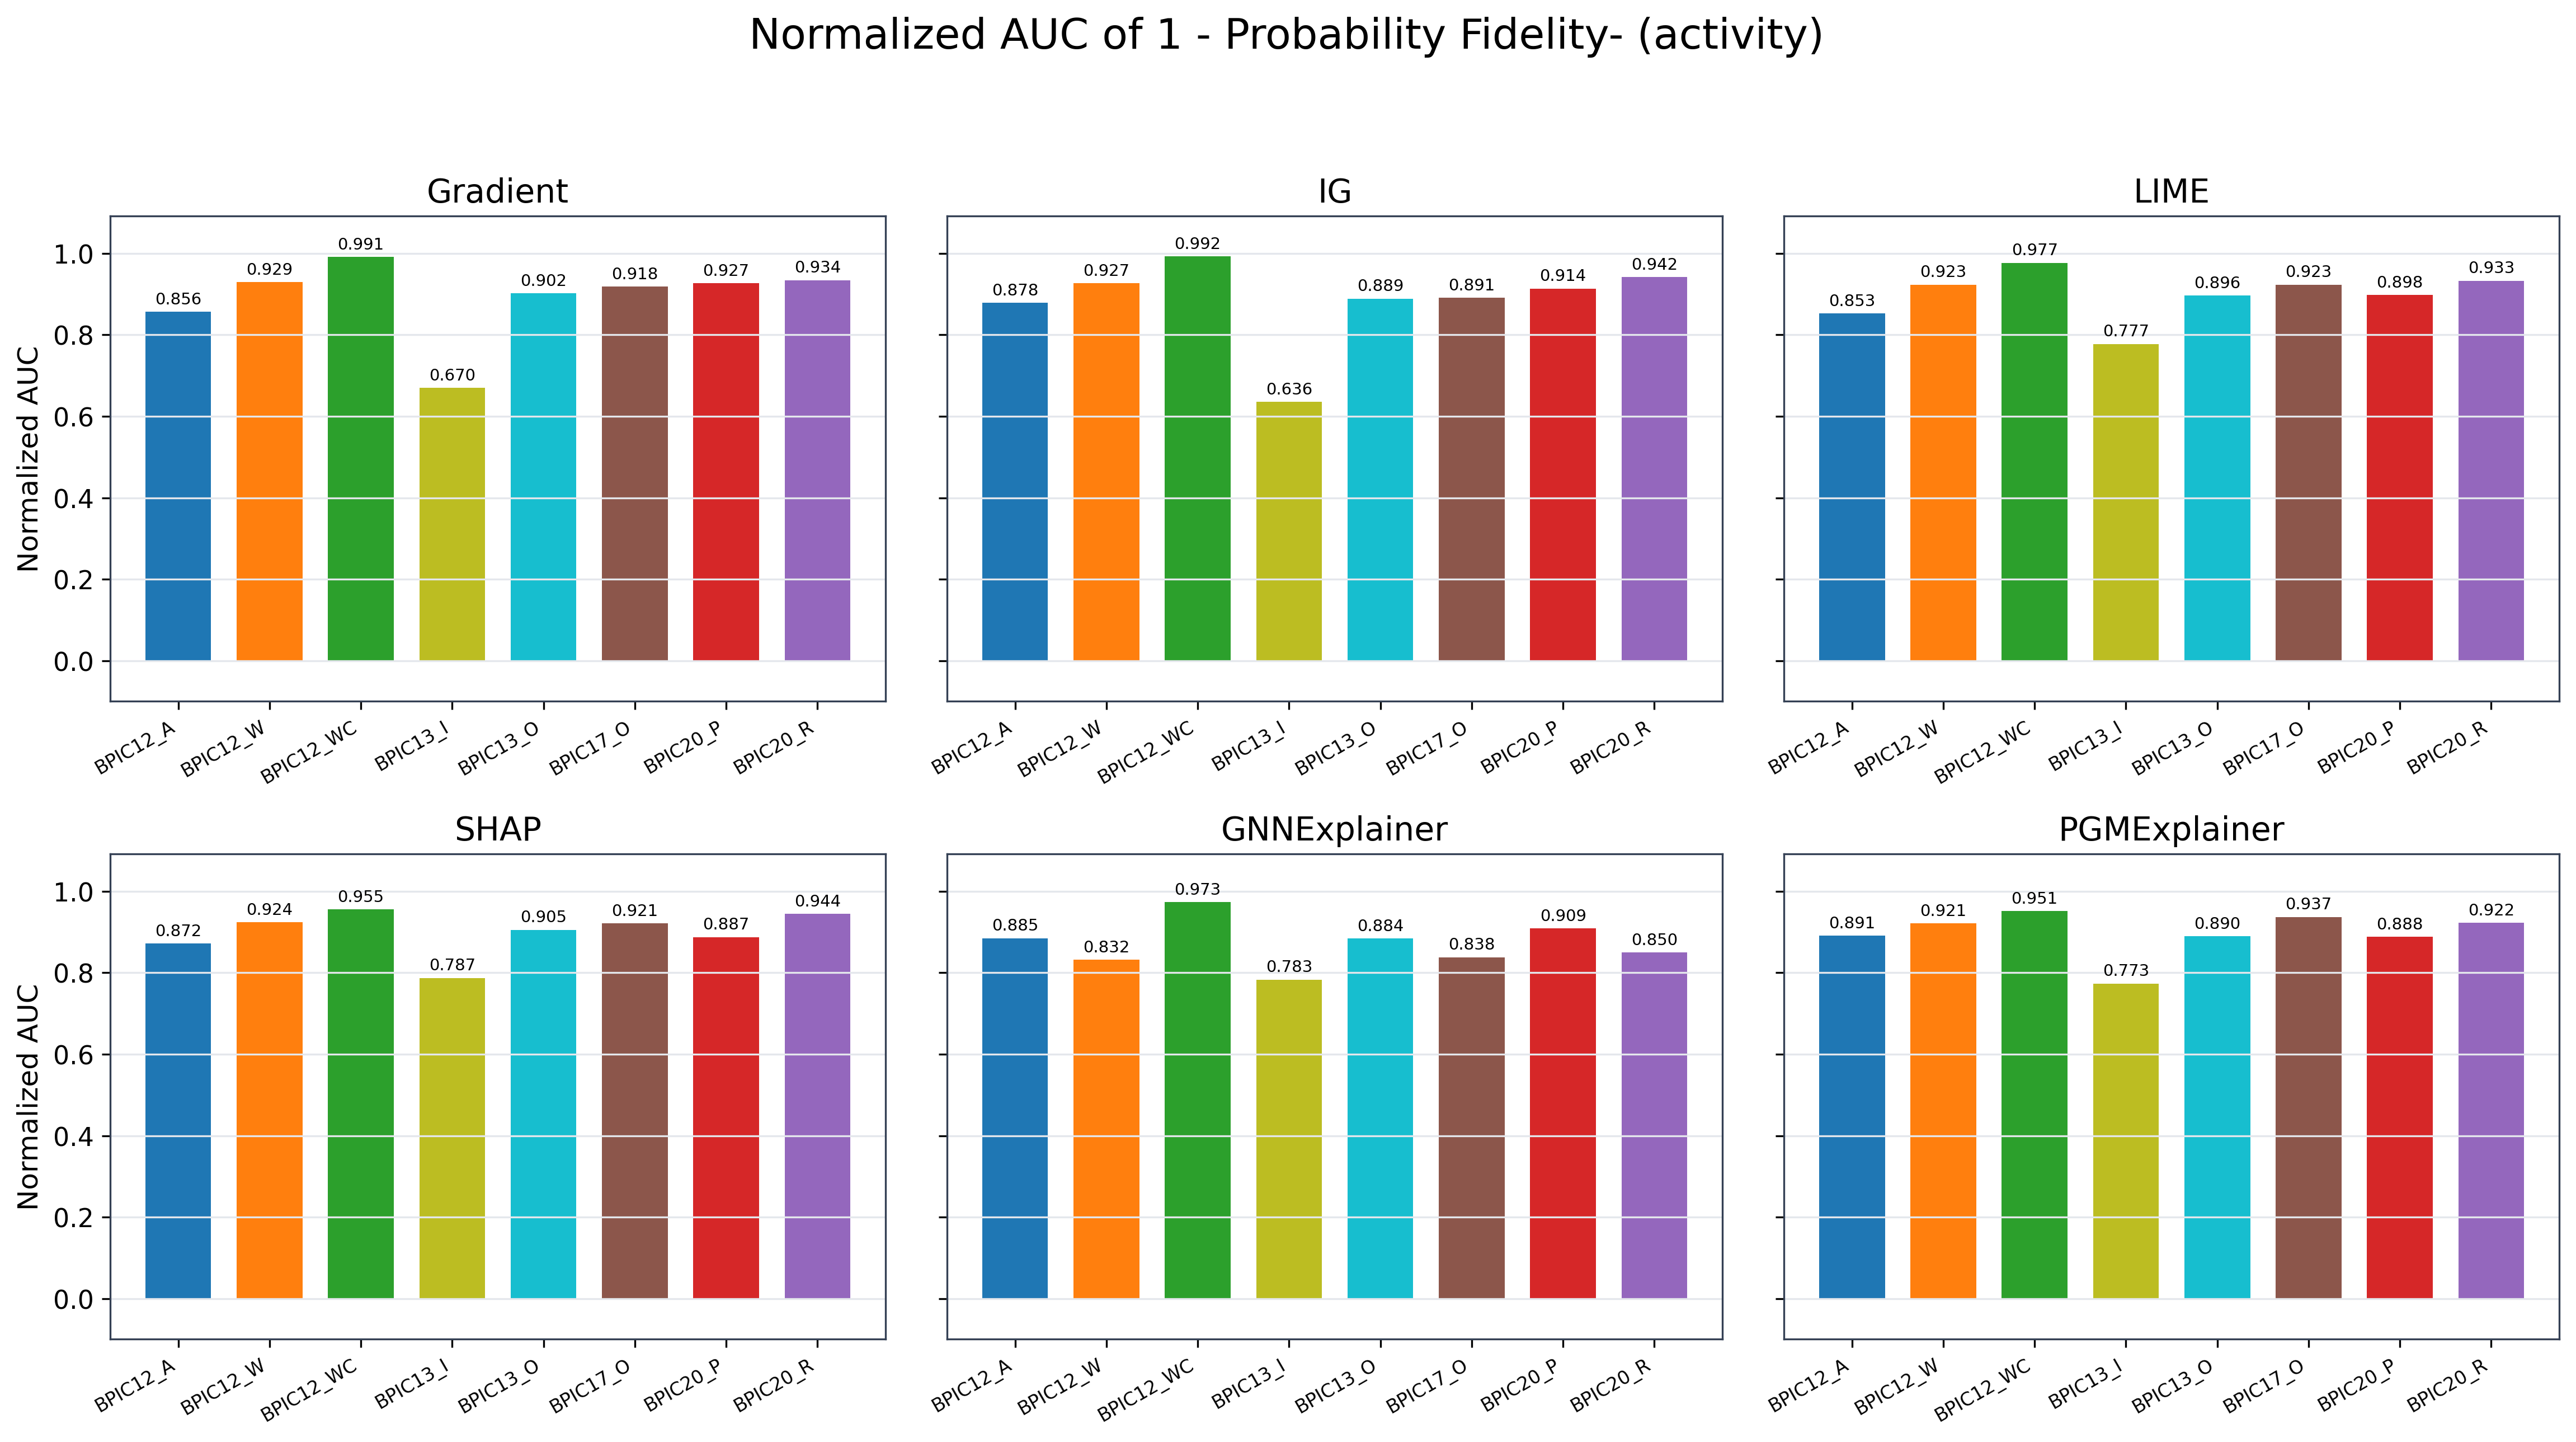 Normalized AUC of 1 - Probability Fidelity- (activity)
Gradient
Normalized AUC
1.0
0.8
0.6
0.4
0.2
0.0
0.856
0.929
0.991
0.670
0.902
0.918
0.927
0.934
BPIC12_A
BPIC12_W
BPIC12_WC
BPIC13_I
BPIC13_O
BPIC17_O
BPIC20_P
BPIC20_R
IG
0.878
0.927
0.992
0.636
0.889
0.891
0.914
0.942
BPIC12_A
BPIC12_W
BPIC12_WC
BPIC13_I
BPIC13_O
BPIC17_O
BPIC20_P
BPIC20_R
LIME
0.853
0.923
0.977
0.777
0.896
0.923
0.898
0.933
BPIC12_A
BPIC12_W
BPIC12_WC
BPIC13_I
BPIC13_O
BPIC17_O
BPIC20_P
BPIC20_R
SHAP
Normalized AUC
1.0
0.8
0.6
0.4
0.2
0.0
0.872
0.924
0.955
0.787
0.905
0.921
0.887
0.944
BPIC12_A
BPIC12_W
BPIC12_WC
BPIC13_I
BPIC13_O
BPIC17_O
BPIC20_P
BPIC20_R
GNNExplainer
0.885
0.832
0.973
0.783
0.884
0.838
0.909
0.850
BPIC12_A
BPIC12_W
BPIC12_WC
BPIC13_I
BPIC13_O
BPIC17_O
BPIC20_P
BPIC20_R
PGMExplainer
0.891
0.921
0.951
0.773
0.890
0.937
0.888
0.922
BPIC12_A
BPIC12_W
BPIC12_WC
BPIC13_I
BPIC13_O
BPIC17_O
BPIC20_P
BPIC20_R